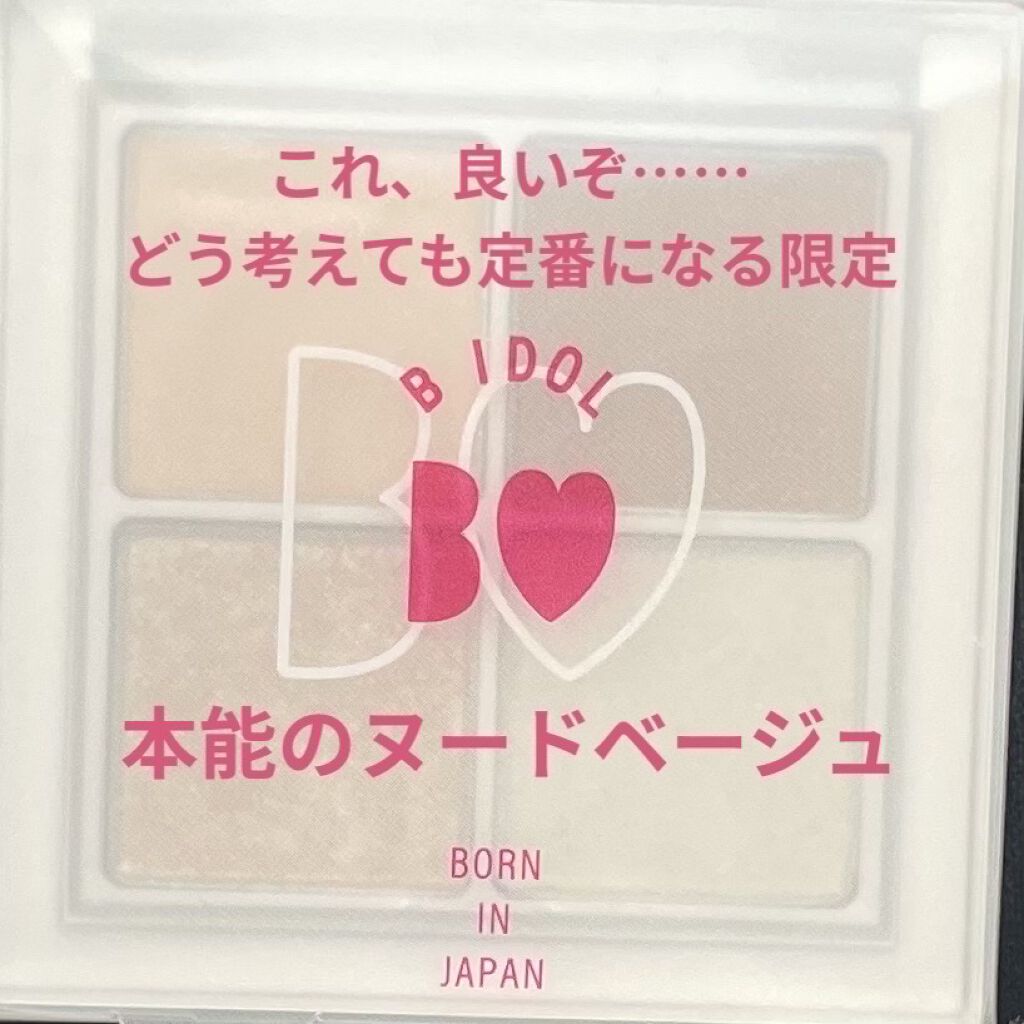 これ、良いぞ……
どう考えても定番になる限定
B IDOL
B♥
本能のヌードベージュ
BORN
IN
JAPAN